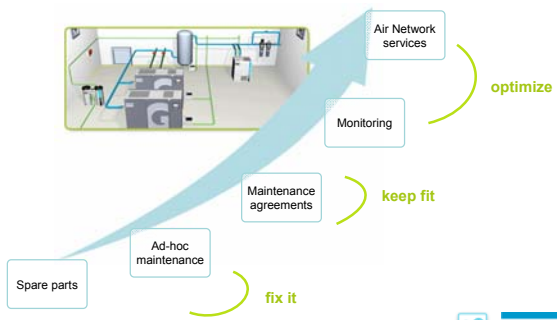 Air Network
services
optimize
Monitoring
Maintenance
agreements
keep fit
Ad-hoc
maintenance
Spare parts
fix it
G
G